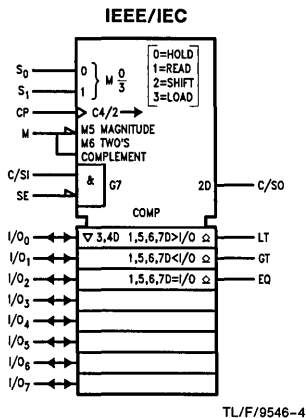 IEEE/IEC
0=HOLD
1=READ
2=SHIFT
3=LOAD
S0 0
S1 1
} M 0/3
CP C4/2 →
M M5 MAGNITUDE
M6 TWO'S
COMPLEMENT
C/SI & G7 2D C/SO
SE
COMP
I/O0 ▽ 3,4D 1,5,6,7D>I/O Ω LT
I/O1 1,5,6,7D<I/O Ω GT
I/O2 1,5,6,7D=I/O Ω EQ
I/O3
I/O4
I/O5
I/O6
I/O7
TL/F/9546-4